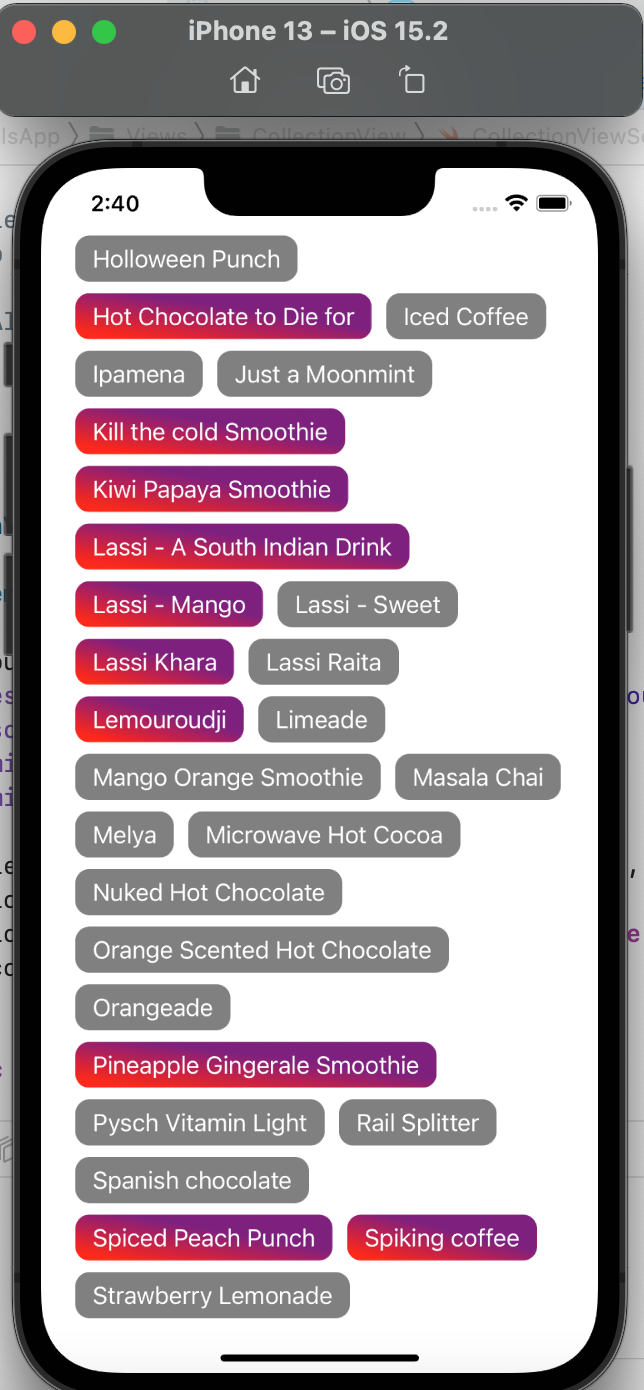 iPhone 13 – iOS 15.2
lsApp Views CollectionView
2:40
Holloween Punch
Hot Chocolate to Die for Iced Coffee
Ipamena Just a Moonmint
Kill the cold Smoothie
Kiwi Papaya Smoothie
Lassi - A South Indian Drink
Lassi - Mango Lassi - Sweet
Lassi Khara Lassi Raita
Lemouroudji Limeade
Mango Orange Smoothie Masala Chai
Melya Microwave Hot Cocoa
Nuked Hot Chocolate
Orange Scented Hot Chocolate
Orangeade
Pineapple Gingerale Smoothie
Pysch Vitamin Light Rail Splitter
Spanish chocolate
Spiced Peach Punch Spiking coffee
Strawberry Lemonade